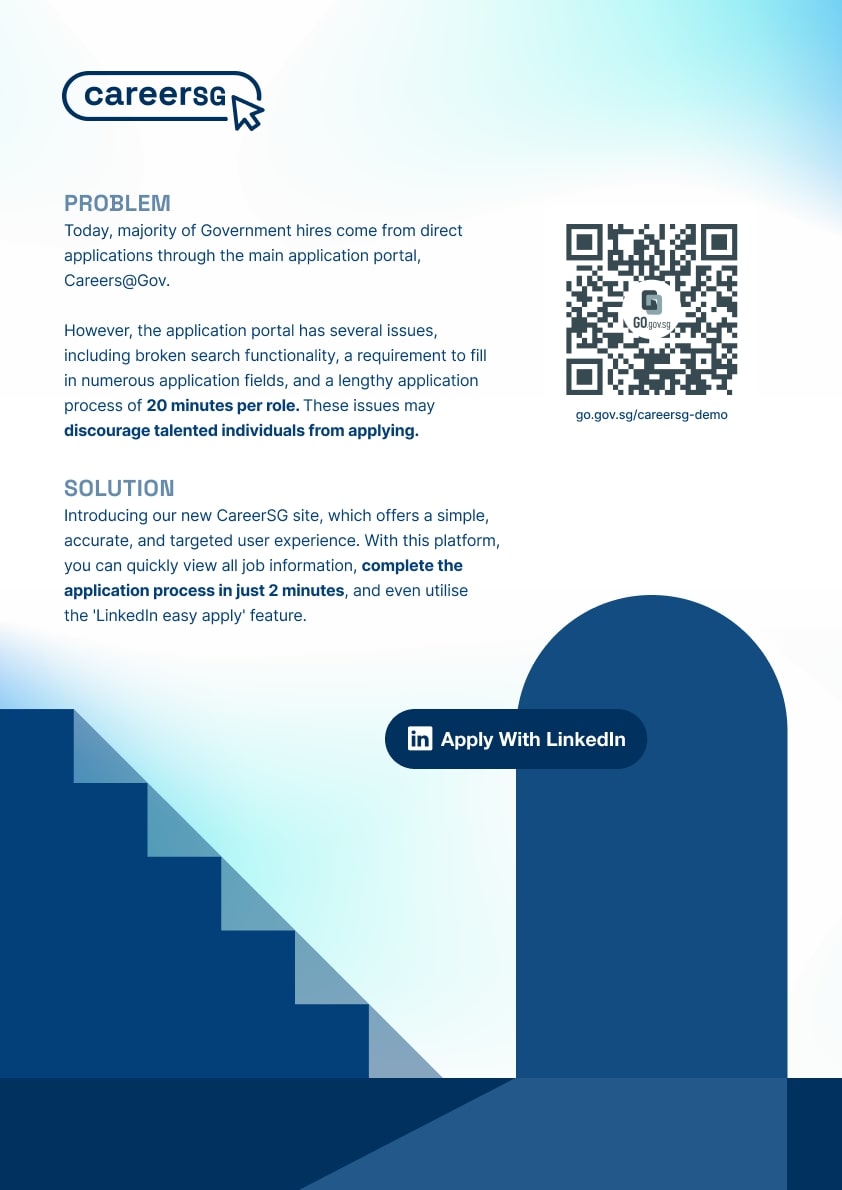 careerSG
PROBLEM
Today, majority of Government hires come from direct
applications through the main application portal,
Careers@Gov.
However, the application portal has several issues,
including broken search functionality, a requirement to fill
in numerous application fields, and a lengthy application
process of 20 minutes per role. These issues may
discourage talented individuals from applying.
GO.gov.sg
go.gov.sg/careersg-demo
SOLUTION
Introducing our new CareerSG site, which offers a simple,
accurate, and targeted user experience. With this platform,
you can quickly view all job information, complete the
application process in just 2 minutes, and even utilise
the 'LinkedIn easy apply' feature.
in Apply With LinkedIn